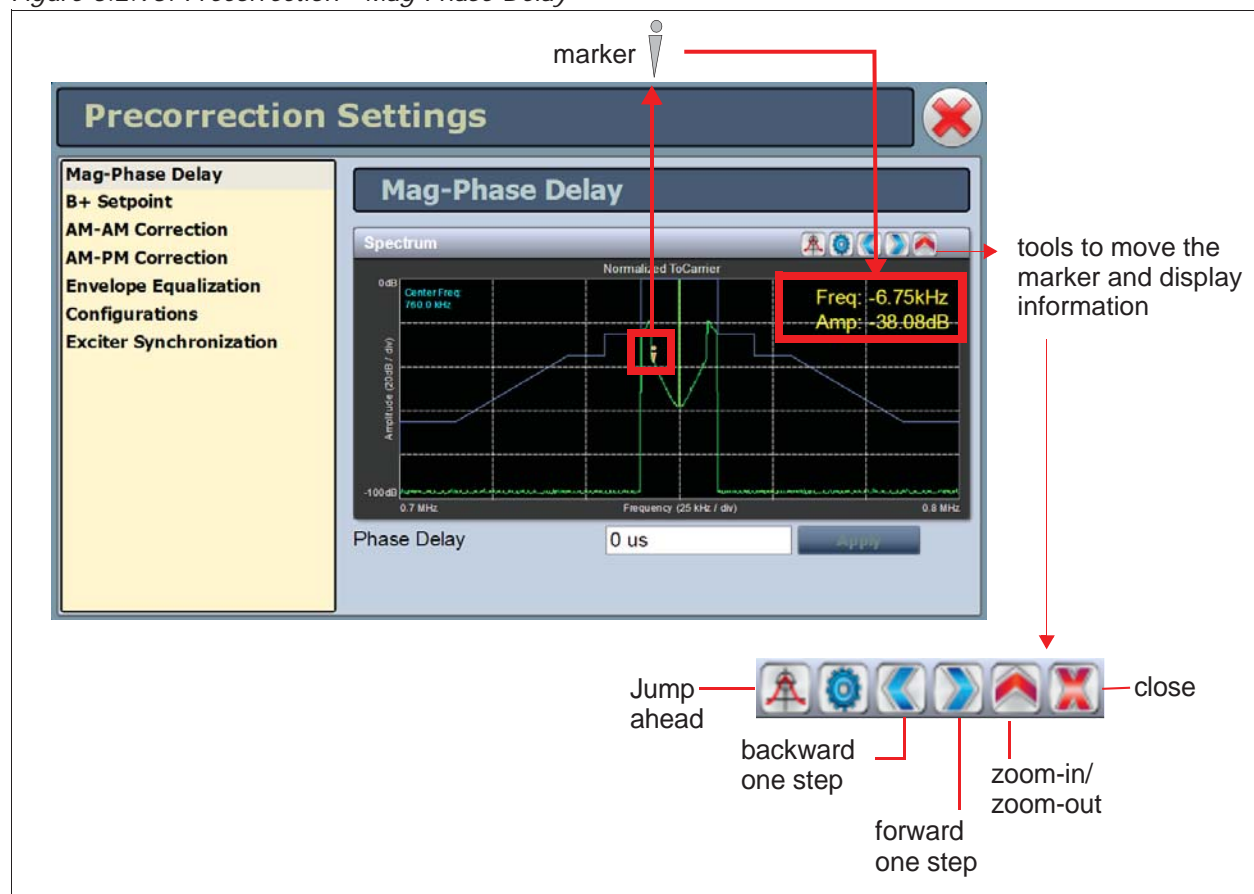 marker
Precorrection Settings
Mag-Phase Delay
B+ Setpoint
AM-AM Correction
AM-PM Correction
Envelope Equalization
Configurations
Exciter Synchronization
Mag-Phase Delay
Spectrum
Normalized ToCarrier
0dB
Center Freq:
760.0 kHz
Freq: -6.75kHz
Amp: -38.08dB
Amplitude (20dB / div)
-100dB
0.7 MHz
Frequency (25 kHz / div)
0.8 MHz
Phase Delay
0 us
Apply
tools to move the
marker and display
information
Jump
ahead
backward
one step
forward
one step
zoom-in/
zoom-out
close